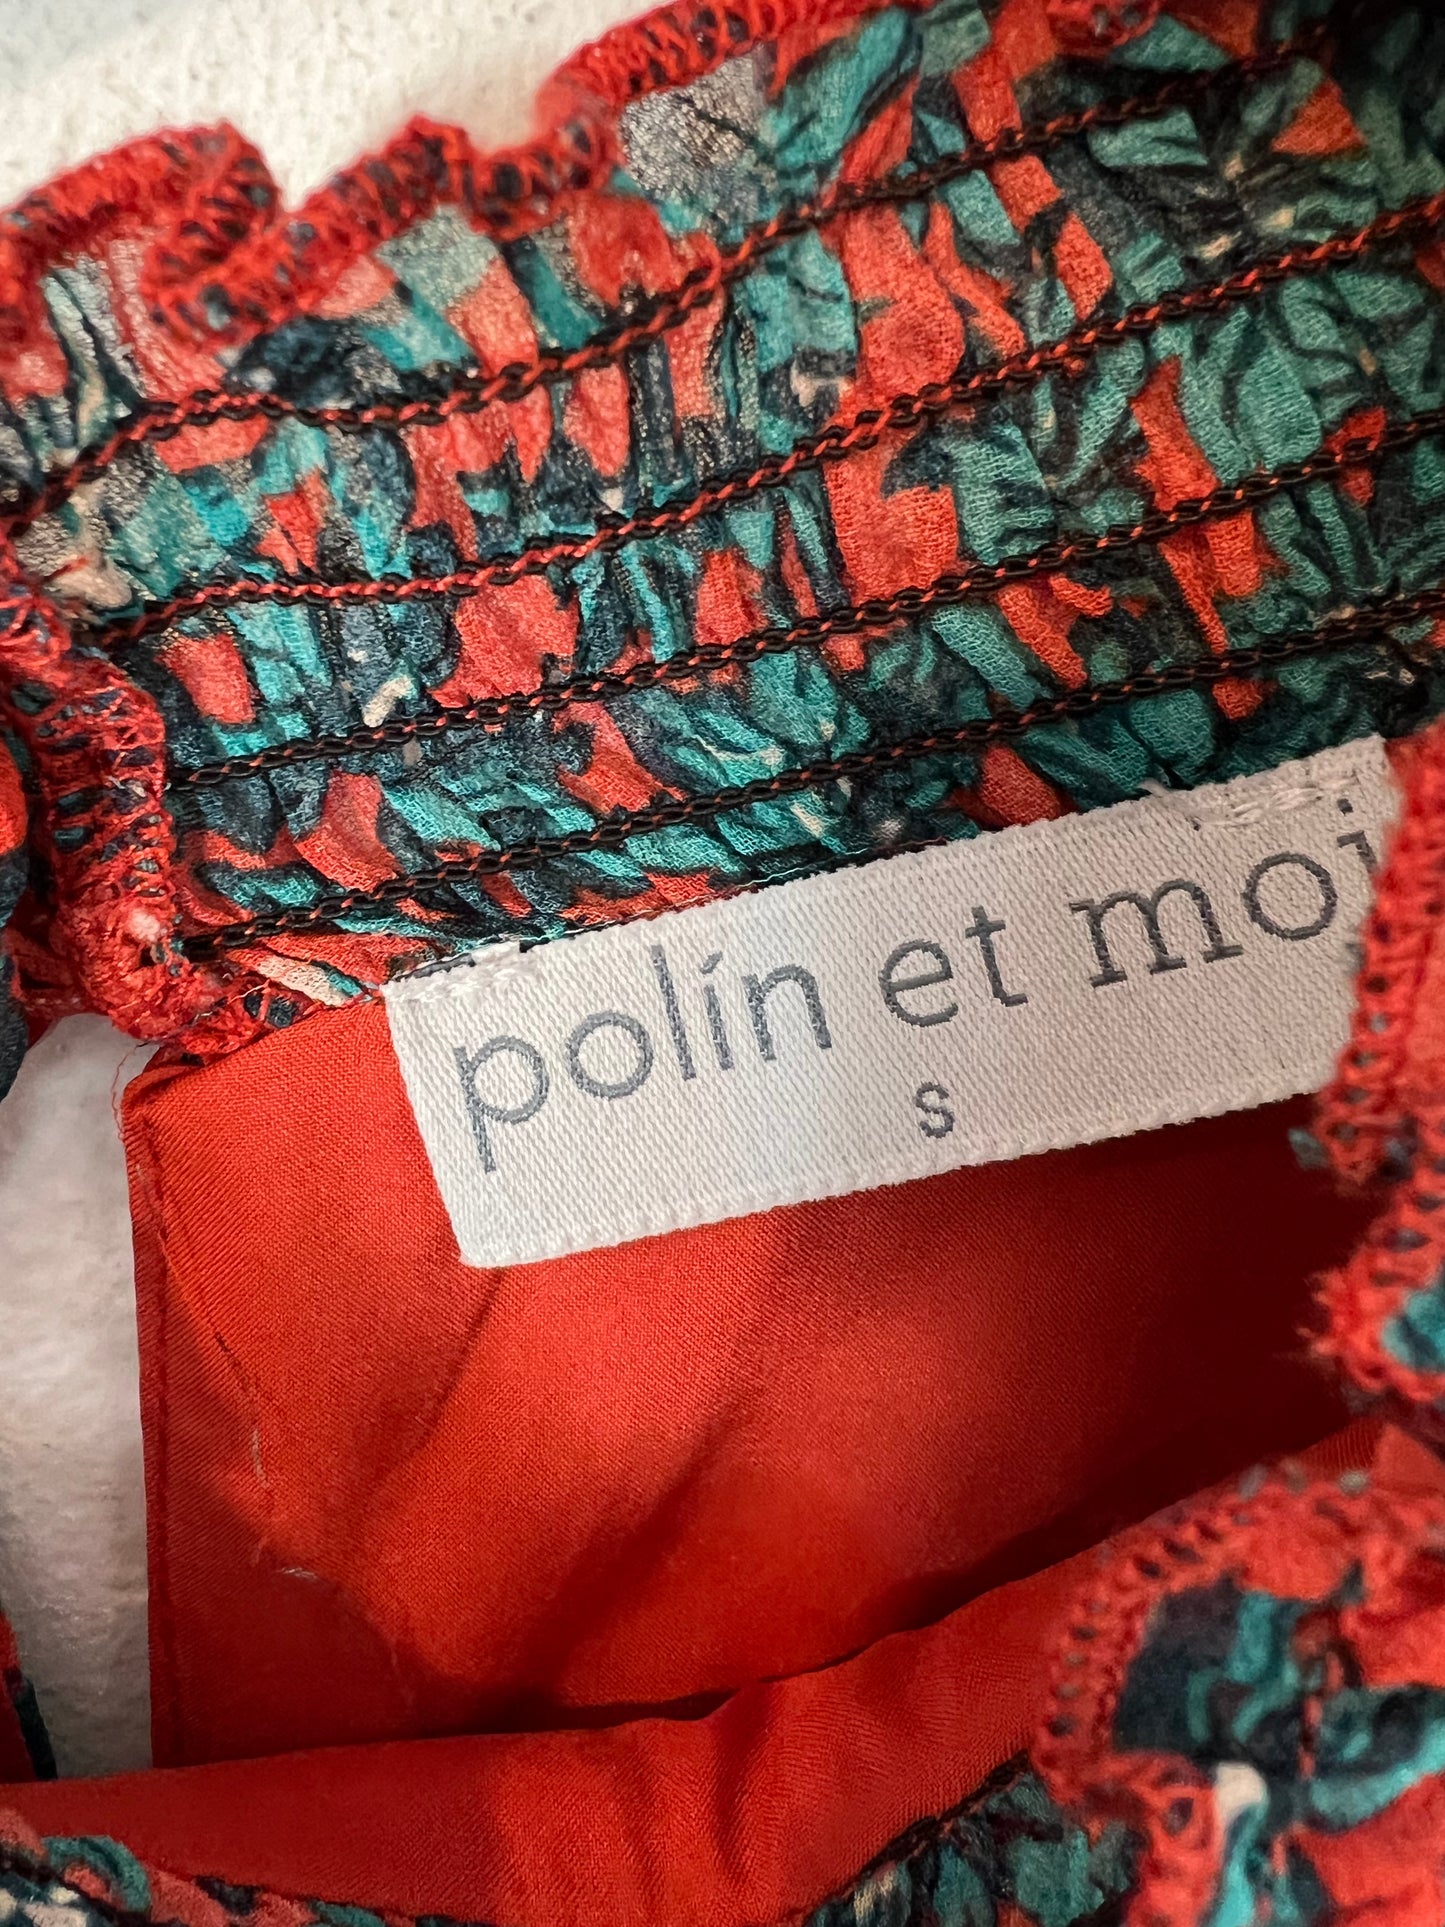 polín et moi
s